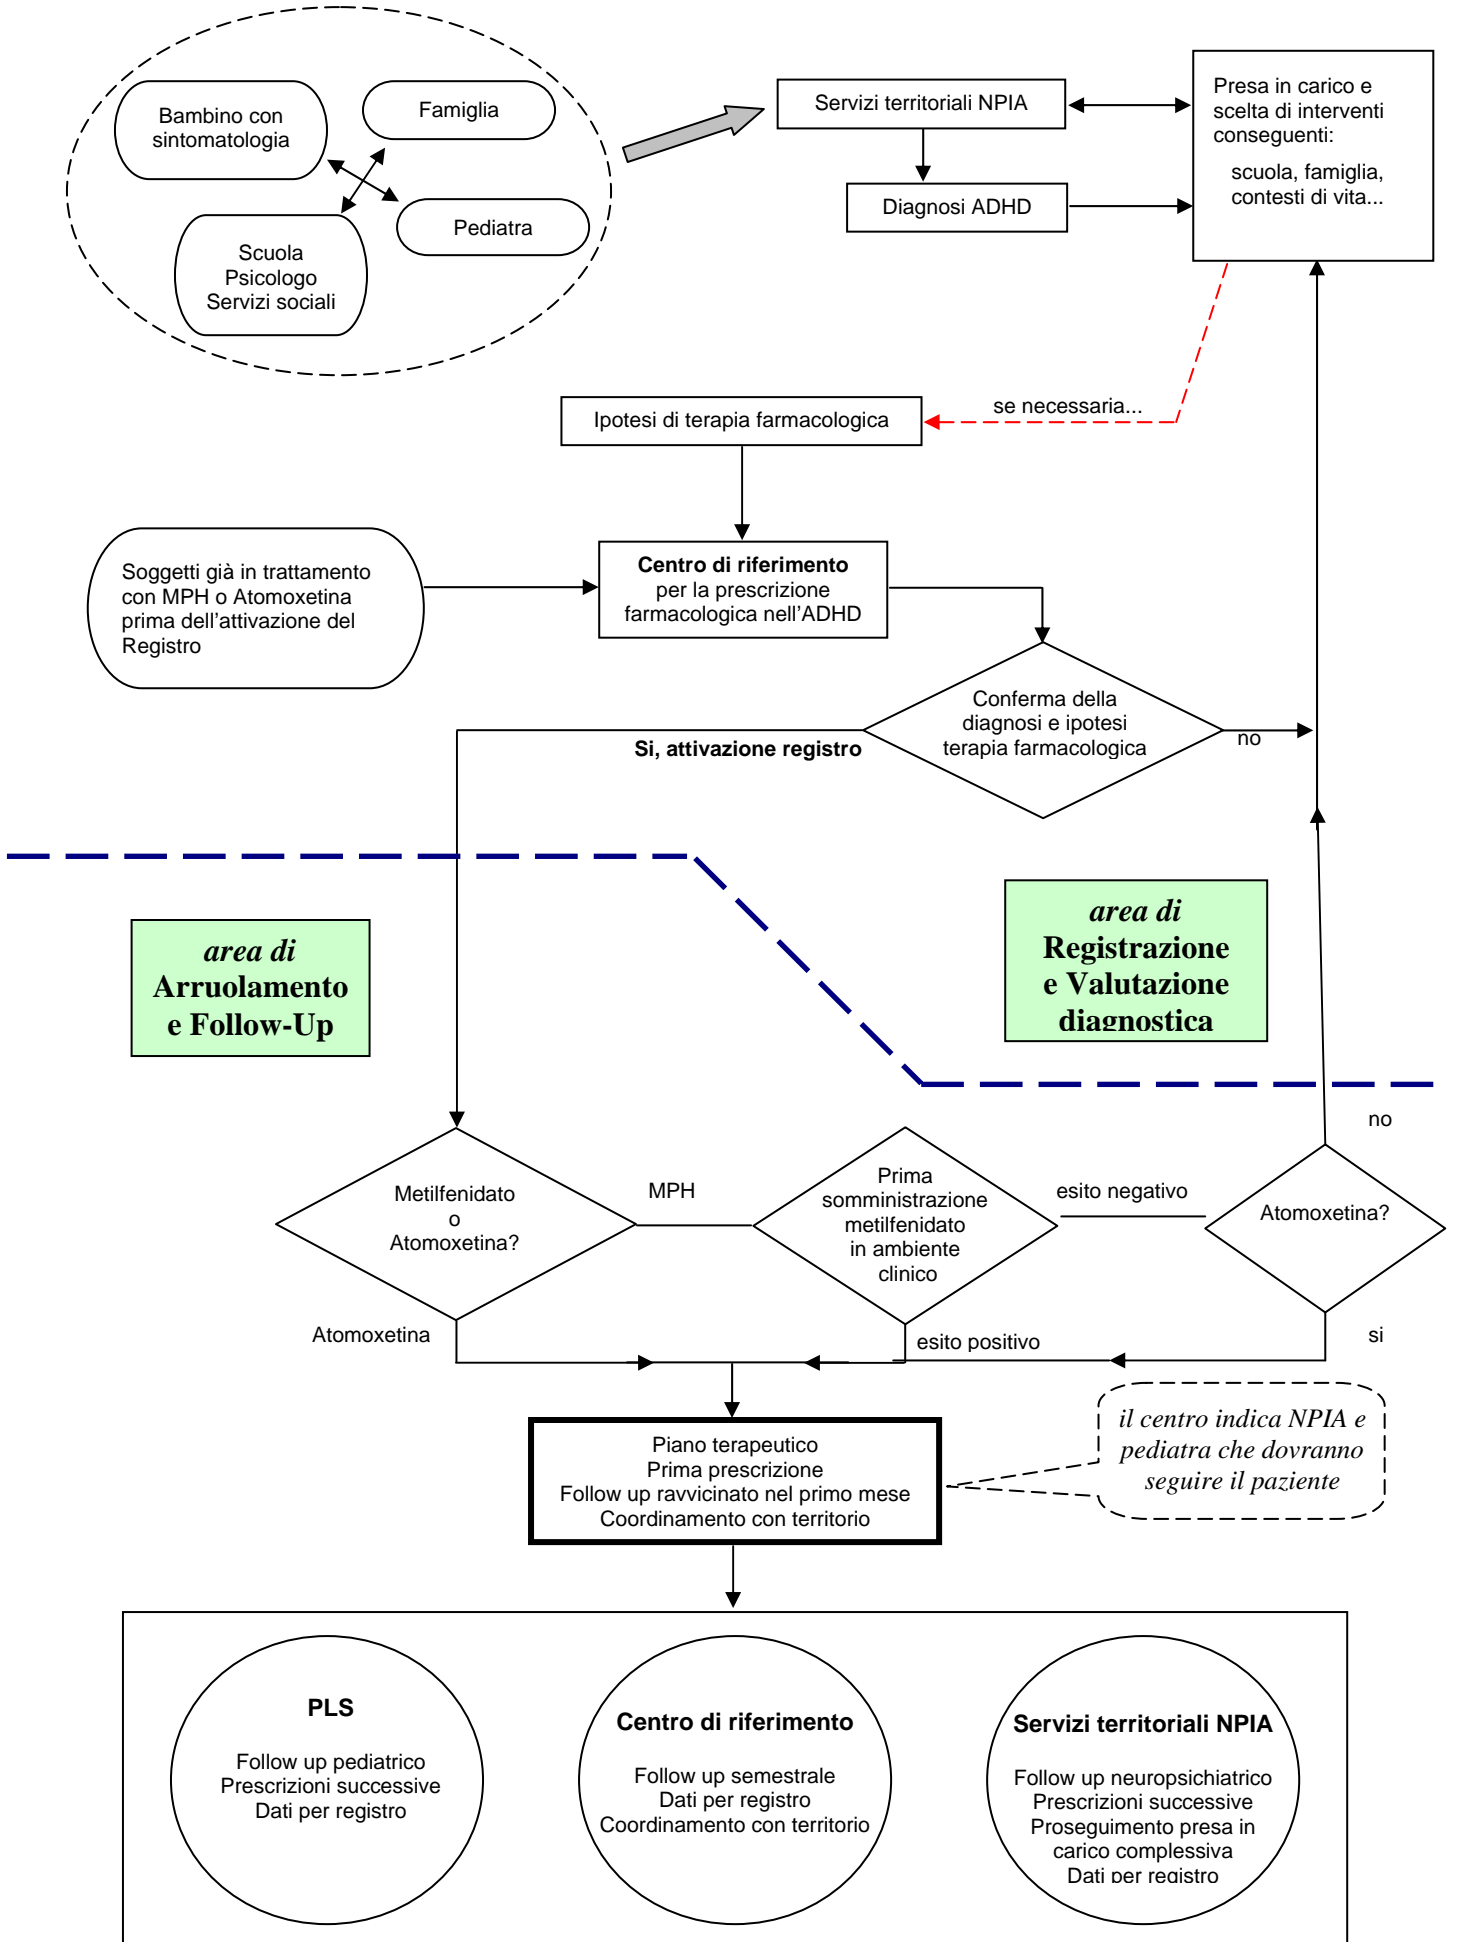 Bambino con
sintomatologia
Famiglia
Scuola
Psicologo
Servizi sociali
Pediatra
Servizi territoriali NPIA
Diagnosi ADHD
Presa in carico e
scelta di interventi
conseguenti:
scuola, famiglia,
contesti di vita...
se necessaria...
Ipotesi di terapia farmacologica
Soggetti già in trattamento
con MPH o Atomoxetina
prima dell'attivazione del
Registro
Centro di riferimento
per la prescrizione
farmacologica nell'ADHD
Conferma della
diagnosi e ipotesi
terapia farmacologica
Si, attivazione registro
no
area di
Arruolamento
e Follow-Up
area di
Registrazione
e Valutazione
diagnostica
no
Metilfenidato
o
Atomoxetina?
MPH
Prima
somministrazione
metilfenidato
in ambiente
clinico
esito negativo
Atomoxetina?
Atomoxetina
esito positivo
si
il centro indica NPIA e
pediatra che dovranno
seguire il paziente
Piano terapeutico
Prima prescrizione
Follow up ravvicinato nel primo mese
Coordinamento con territorio
PLS
Follow up pediatrico
Prescrizioni successive
Dati per registro
Centro di riferimento
Follow up semestrale
Dati per registro
Coordinamento con territorio
Servizi territoriali NPIA
Follow up neuropsichiatrico
Prescrizioni successive
Proseguimento presa in
carico complessiva
Dati per registro